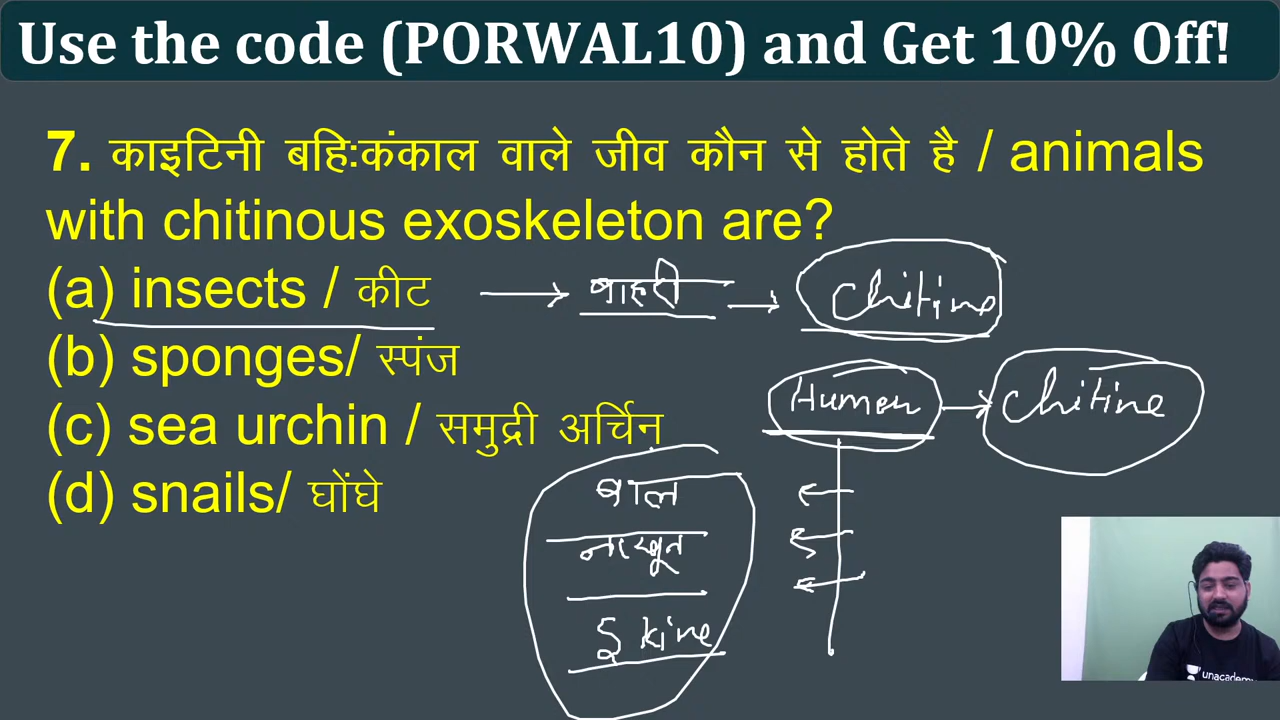 Use the code (PORWAL10) and Get 10% Off!
7. काइटिनी बहि:कंकाल वाले जीव कौन से होते है / animals
with chitinous exoskeleton are?
(a) insects / कीट → बाहरी → Chitine
(b) sponges/ स्पंज
Human → Chitine
(c) sea urchin / समुद्री अर्चिन
(d) snails/ घोंघे
बाल
नाखून
Skine
unacademy